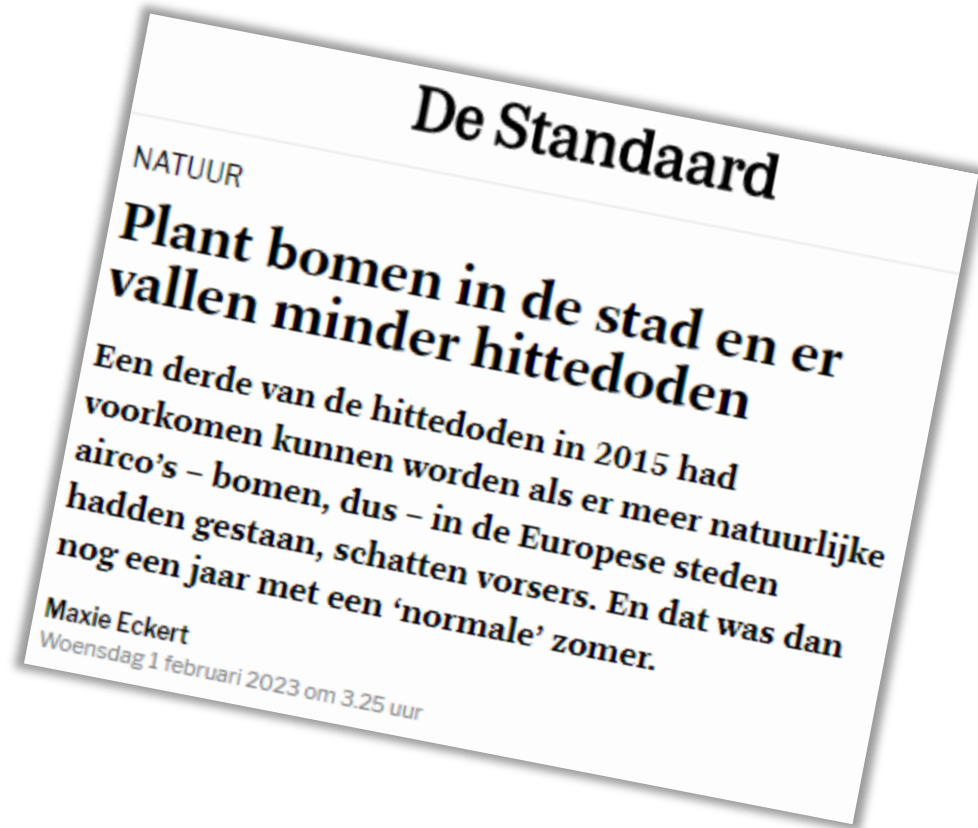 De Standaard
NATUUR
Plant bomen in de stad en er
vallen minder hittedoden
Een derde van de hittedoden in 2015 had
voorkomen kunnen worden als er meer natuurlijke
airco’s – bomen, dus – in de Europese steden
hadden gestaan, schatten vorsers. En dat was dan
nog een jaar met een ‘normale’ zomer.
Maxie Eckert
Woensdag 1 februari 2023 om 3.25 uur